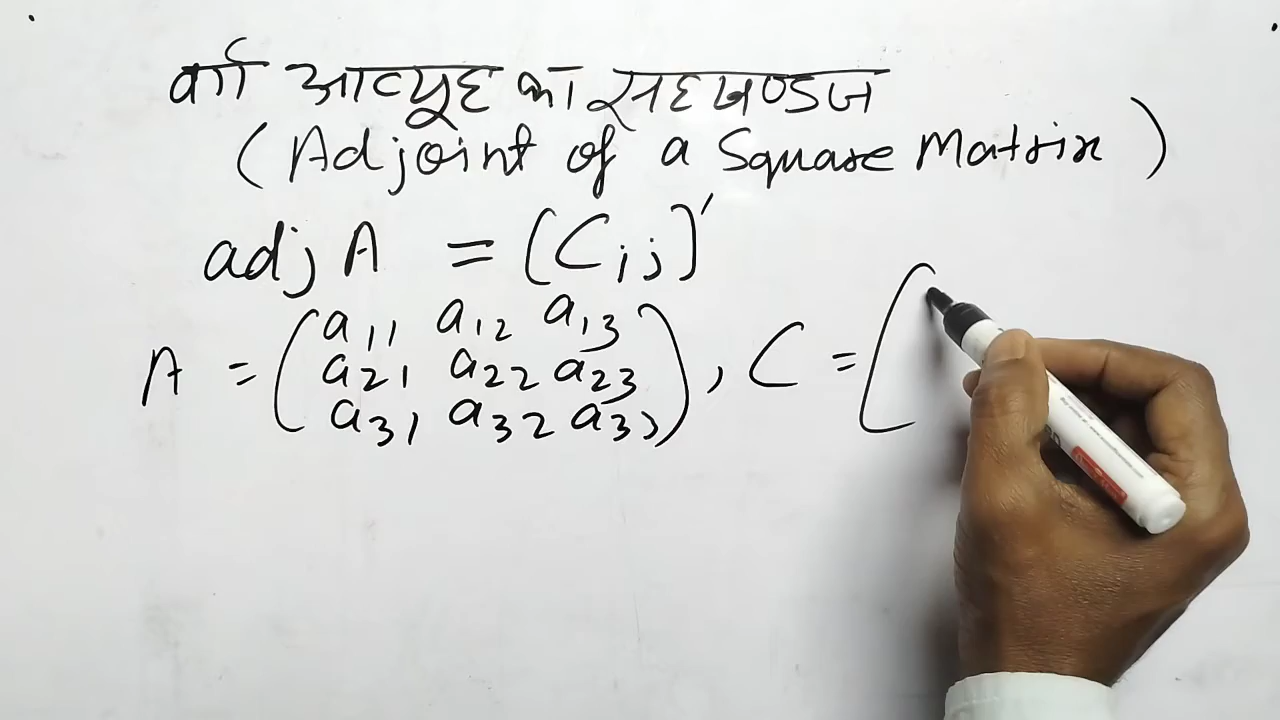 वर्ग आव्यूह का सहखण्डज
(Adjoint of a Square Matrix)
adj A = (Cij)'
A = (a11 a12 a13
a21 a22 a23
a31 a32 a33), C = (